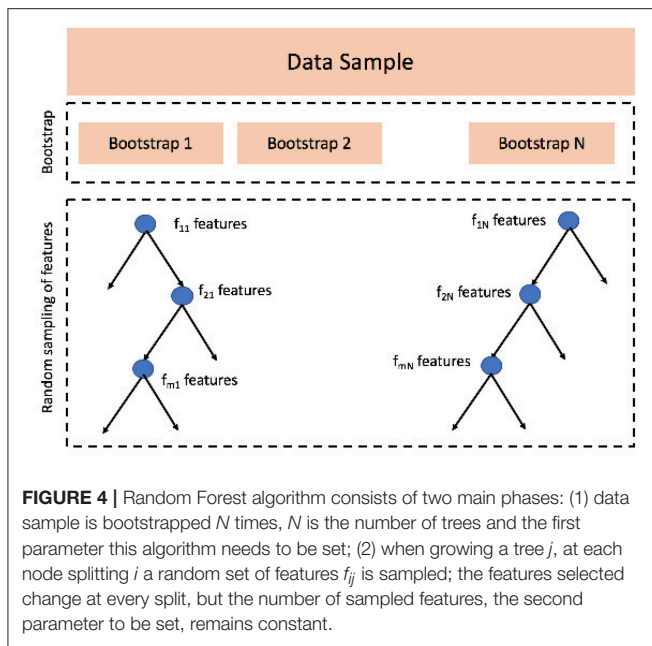 Data Sample
Bootstrap
Bootstrap 1
Bootstrap 2
Bootstrap N
Random sampling of features
f11 features
f1N features
f21 features
f2N features
fm1 features
fmN features
FIGURE 4 | Random Forest algorithm consists of two main phases: (1) data
sample is bootstrapped N times, N is the number of trees and the first
parameter this algorithm needs to be set; (2) when growing a tree j, at each
node splitting i a random set of features fij is sampled; the features selected
change at every split, but the number of sampled features, the second
parameter to be set, remains constant.